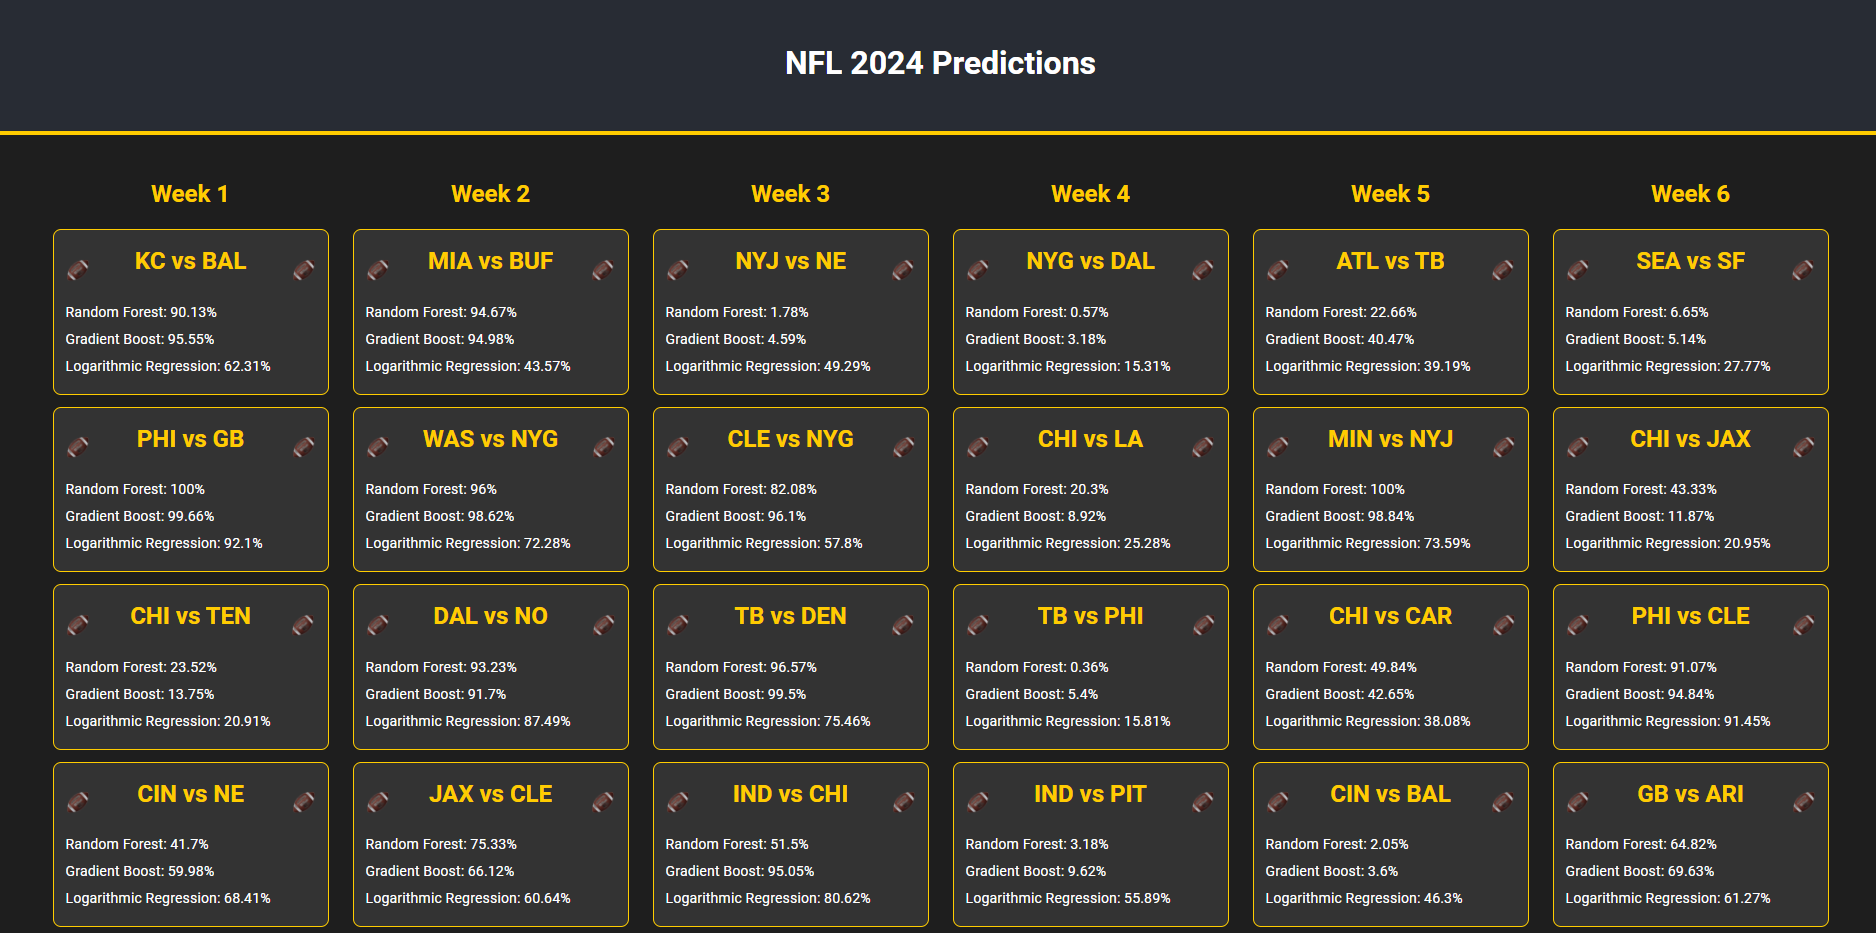 NFL 2024 Predictions
Week 1
KC vs BAL
Random Forest: 90.13%
Gradient Boost: 95.55%
Logarithmic Regression: 62.31%
PHI vs GB
Random Forest: 100%
Gradient Boost: 99.66%
Logarithmic Regression: 92.1%
CHI vs TEN
Random Forest: 23.52%
Gradient Boost: 13.75%
Logarithmic Regression: 20.91%
CIN vs NE
Random Forest: 41.7%
Gradient Boost: 59.98%
Logarithmic Regression: 68.41%
Week 2
MIA vs BUF
Random Forest: 94.67%
Gradient Boost: 94.98%
Logarithmic Regression: 43.57%
WAS vs NYG
Random Forest: 96%
Gradient Boost: 98.62%
Logarithmic Regression: 72.28%
DAL vs NO
Random Forest: 93.23%
Gradient Boost: 91.7%
Logarithmic Regression: 87.49%
JAX vs CLE
Random Forest: 75.33%
Gradient Boost: 66.12%
Logarithmic Regression: 60.64%
Week 3
NYJ vs NE
Random Forest: 1.78%
Gradient Boost: 4.59%
Logarithmic Regression: 49.29%
CLE vs NYG
Random Forest: 82.08%
Gradient Boost: 96.1%
Logarithmic Regression: 57.8%
TB vs DEN
Random Forest: 96.57%
Gradient Boost: 99.5%
Logarithmic Regression: 75.46%
IND vs CHI
Random Forest: 51.5%
Gradient Boost: 95.05%
Logarithmic Regression: 80.62%
Week 4
NYG vs DAL
Random Forest: 0.57%
Gradient Boost: 3.18%
Logarithmic Regression: 15.31%
CHI vs LA
Random Forest: 20.3%
Gradient Boost: 8.92%
Logarithmic Regression: 25.28%
TB vs PHI
Random Forest: 0.36%
Gradient Boost: 5.4%
Logarithmic Regression: 15.81%
IND vs PIT
Random Forest: 3.18%
Gradient Boost: 9.62%
Logarithmic Regression: 55.89%
Week 5
ATL vs TB
Random Forest: 22.66%
Gradient Boost: 40.47%
Logarithmic Regression: 39.19%
MIN vs NYJ
Random Forest: 100%
Gradient Boost: 98.84%
Logarithmic Regression: 73.59%
CHI vs CAR
Random Forest: 49.84%
Gradient Boost: 42.65%
Logarithmic Regression: 38.08%
CIN vs BAL
Random Forest: 2.05%
Gradient Boost: 3.6%
Logarithmic Regression: 46.3%
Week 6
SEA vs SF
Random Forest: 6.65%
Gradient Boost: 5.14%
Logarithmic Regression: 27.77%
CHI vs JAX
Random Forest: 43.33%
Gradient Boost: 11.87%
Logarithmic Regression: 20.95%
PHI vs CLE
Random Forest: 91.07%
Gradient Boost: 94.84%
Logarithmic Regression: 91.45%
GB vs ARI
Random Forest: 64.82%
Gradient Boost: 69.63%
Logarithmic Regression: 61.27%